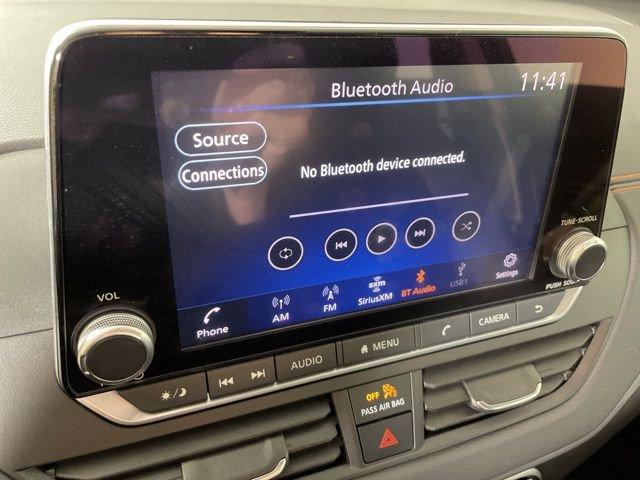 Bluetooth Audio
11:41
Source
Connections
No Bluetooth device connected.
TUNE·SCROLL
PUSH SOUND
VOL
Phone
AM
FM
sxm
SiriusXM
BT Audio
USB1
Settings
AUDIO
MENU
CAMERA
OFF
PASS AIR BAG